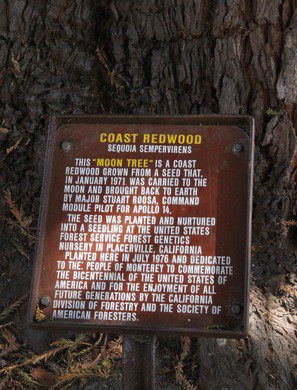 COAST REDWOOD
SEQUOIA SEMPERVIRENS
THIS "MOON TREE" IS A COAST
REDWOOD GROWN FROM A SEED THAT,
IN JANUARY 1971 WAS CARRIED TO THE
MOON AND BROUGHT BACK TO EARTH
BY MAJOR STUART ROOSA, COMMAND
MODULE PILOT FOR APOLLO 14.
THE SEED WAS PLANTED AND NURTURED
INTO A SEEDLING AT THE UNITED STATES
FOREST SERVICE FOREST GENETICS
NURSERY IN PLACERVILLE, CALIFORNIA
PLANTED HERE IN JULY 1976 AND DEDICATED
TO THE PEOPLE OF MONTEREY TO COMMEMORATE
THE BICENTENNIAL OF THE UNITED STATES OF
AMERICA AND FOR THE ENJOYMENT OF ALL
FUTURE GENERATIONS BY THE CALIFORNIA
DIVISION OF FORESTRY AND THE SOCIETY OF
AMERICAN FORESTERS.